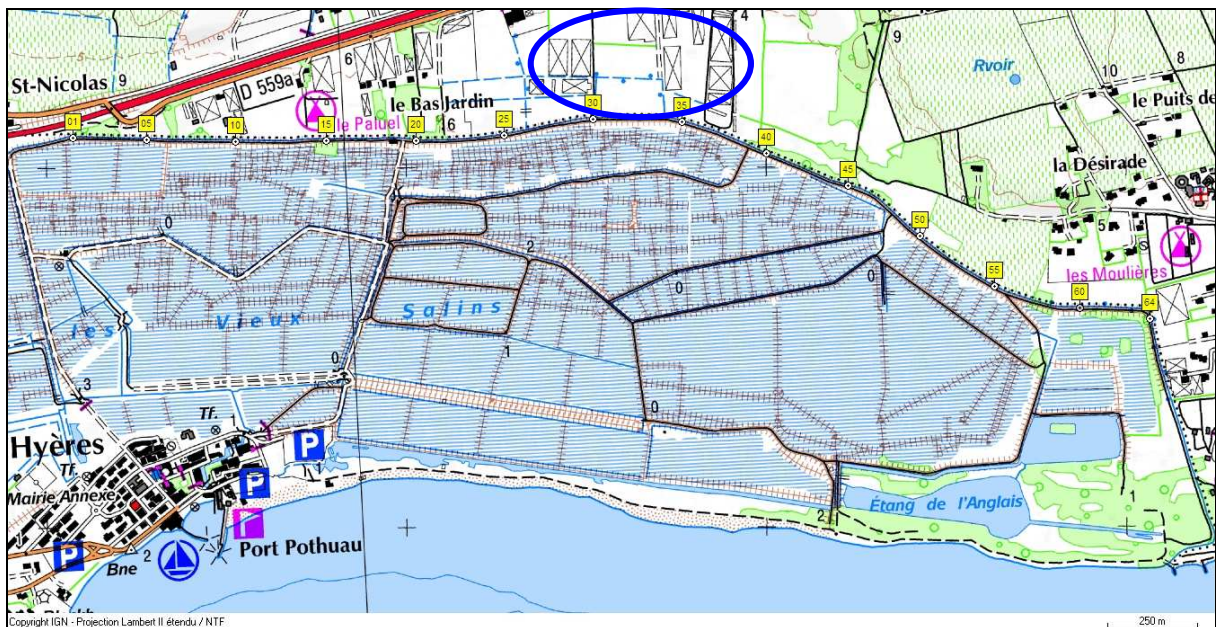 4
St-Nicolas
9
D 559a
6
9
Rvoir
10
8
le Puits de
le Bas Jardin
le Paluel
6
01
05
10
15
20
25
30
35
40
45
50
55
60
64
la Désirade
5
les Moulières
0
2
0
0
les Vieux Salins
1
0
3
0
Tf.
1
Hyères
Tf.
P
P
1
Mairie Annexe
Étang de l'Anglais
1
2
Port Pothuau
P
2
Bne
Copyright IGN - Projection Lambert II étendu / NTF
250 m